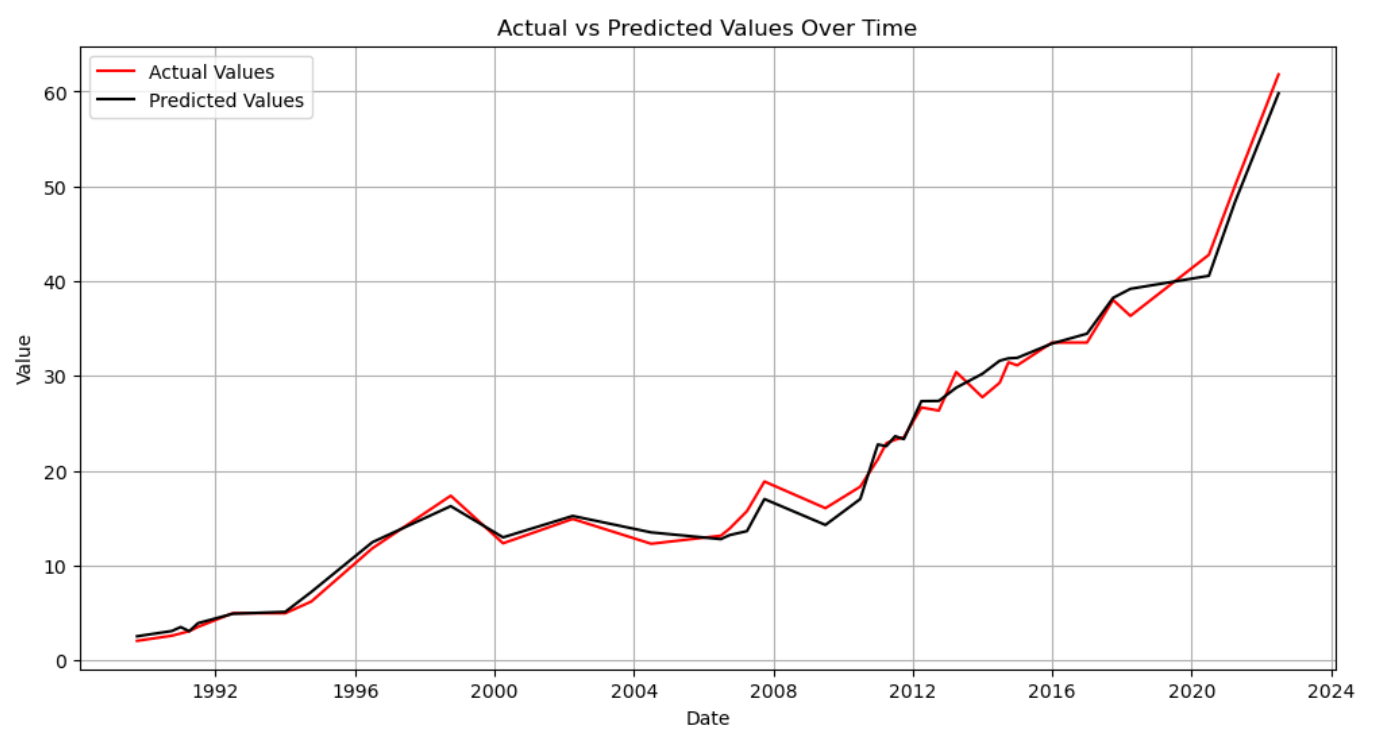 Actual vs Predicted Values Over Time
Actual Values
Predicted Values
60
50
40
30
20
10
0
Value
1992 1996 2000 2004 2008 2012 2016 2020 2024
Date